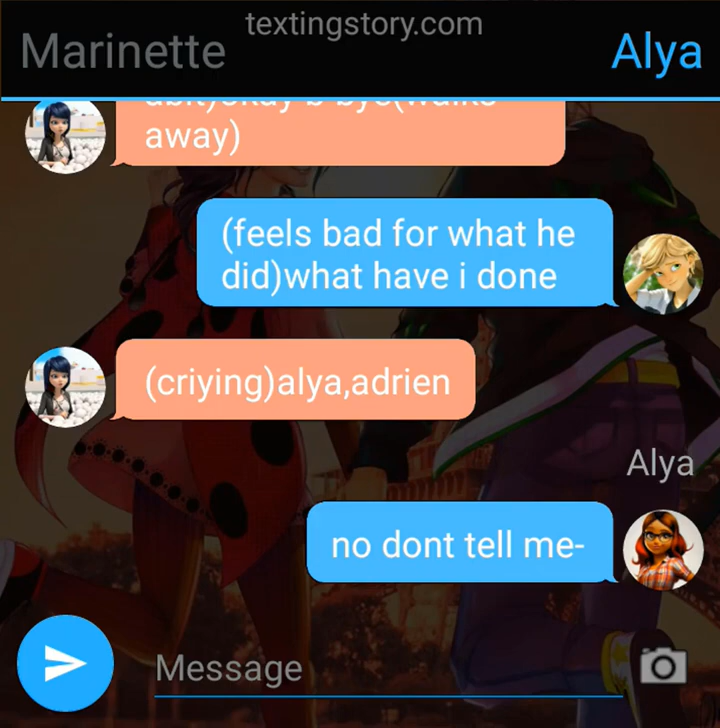 textingstory.com
Marinette
Alya
away)
(feels bad for what he
did)what have i done
(criying)alya,adrien
Alya
no dont tell me-
Message